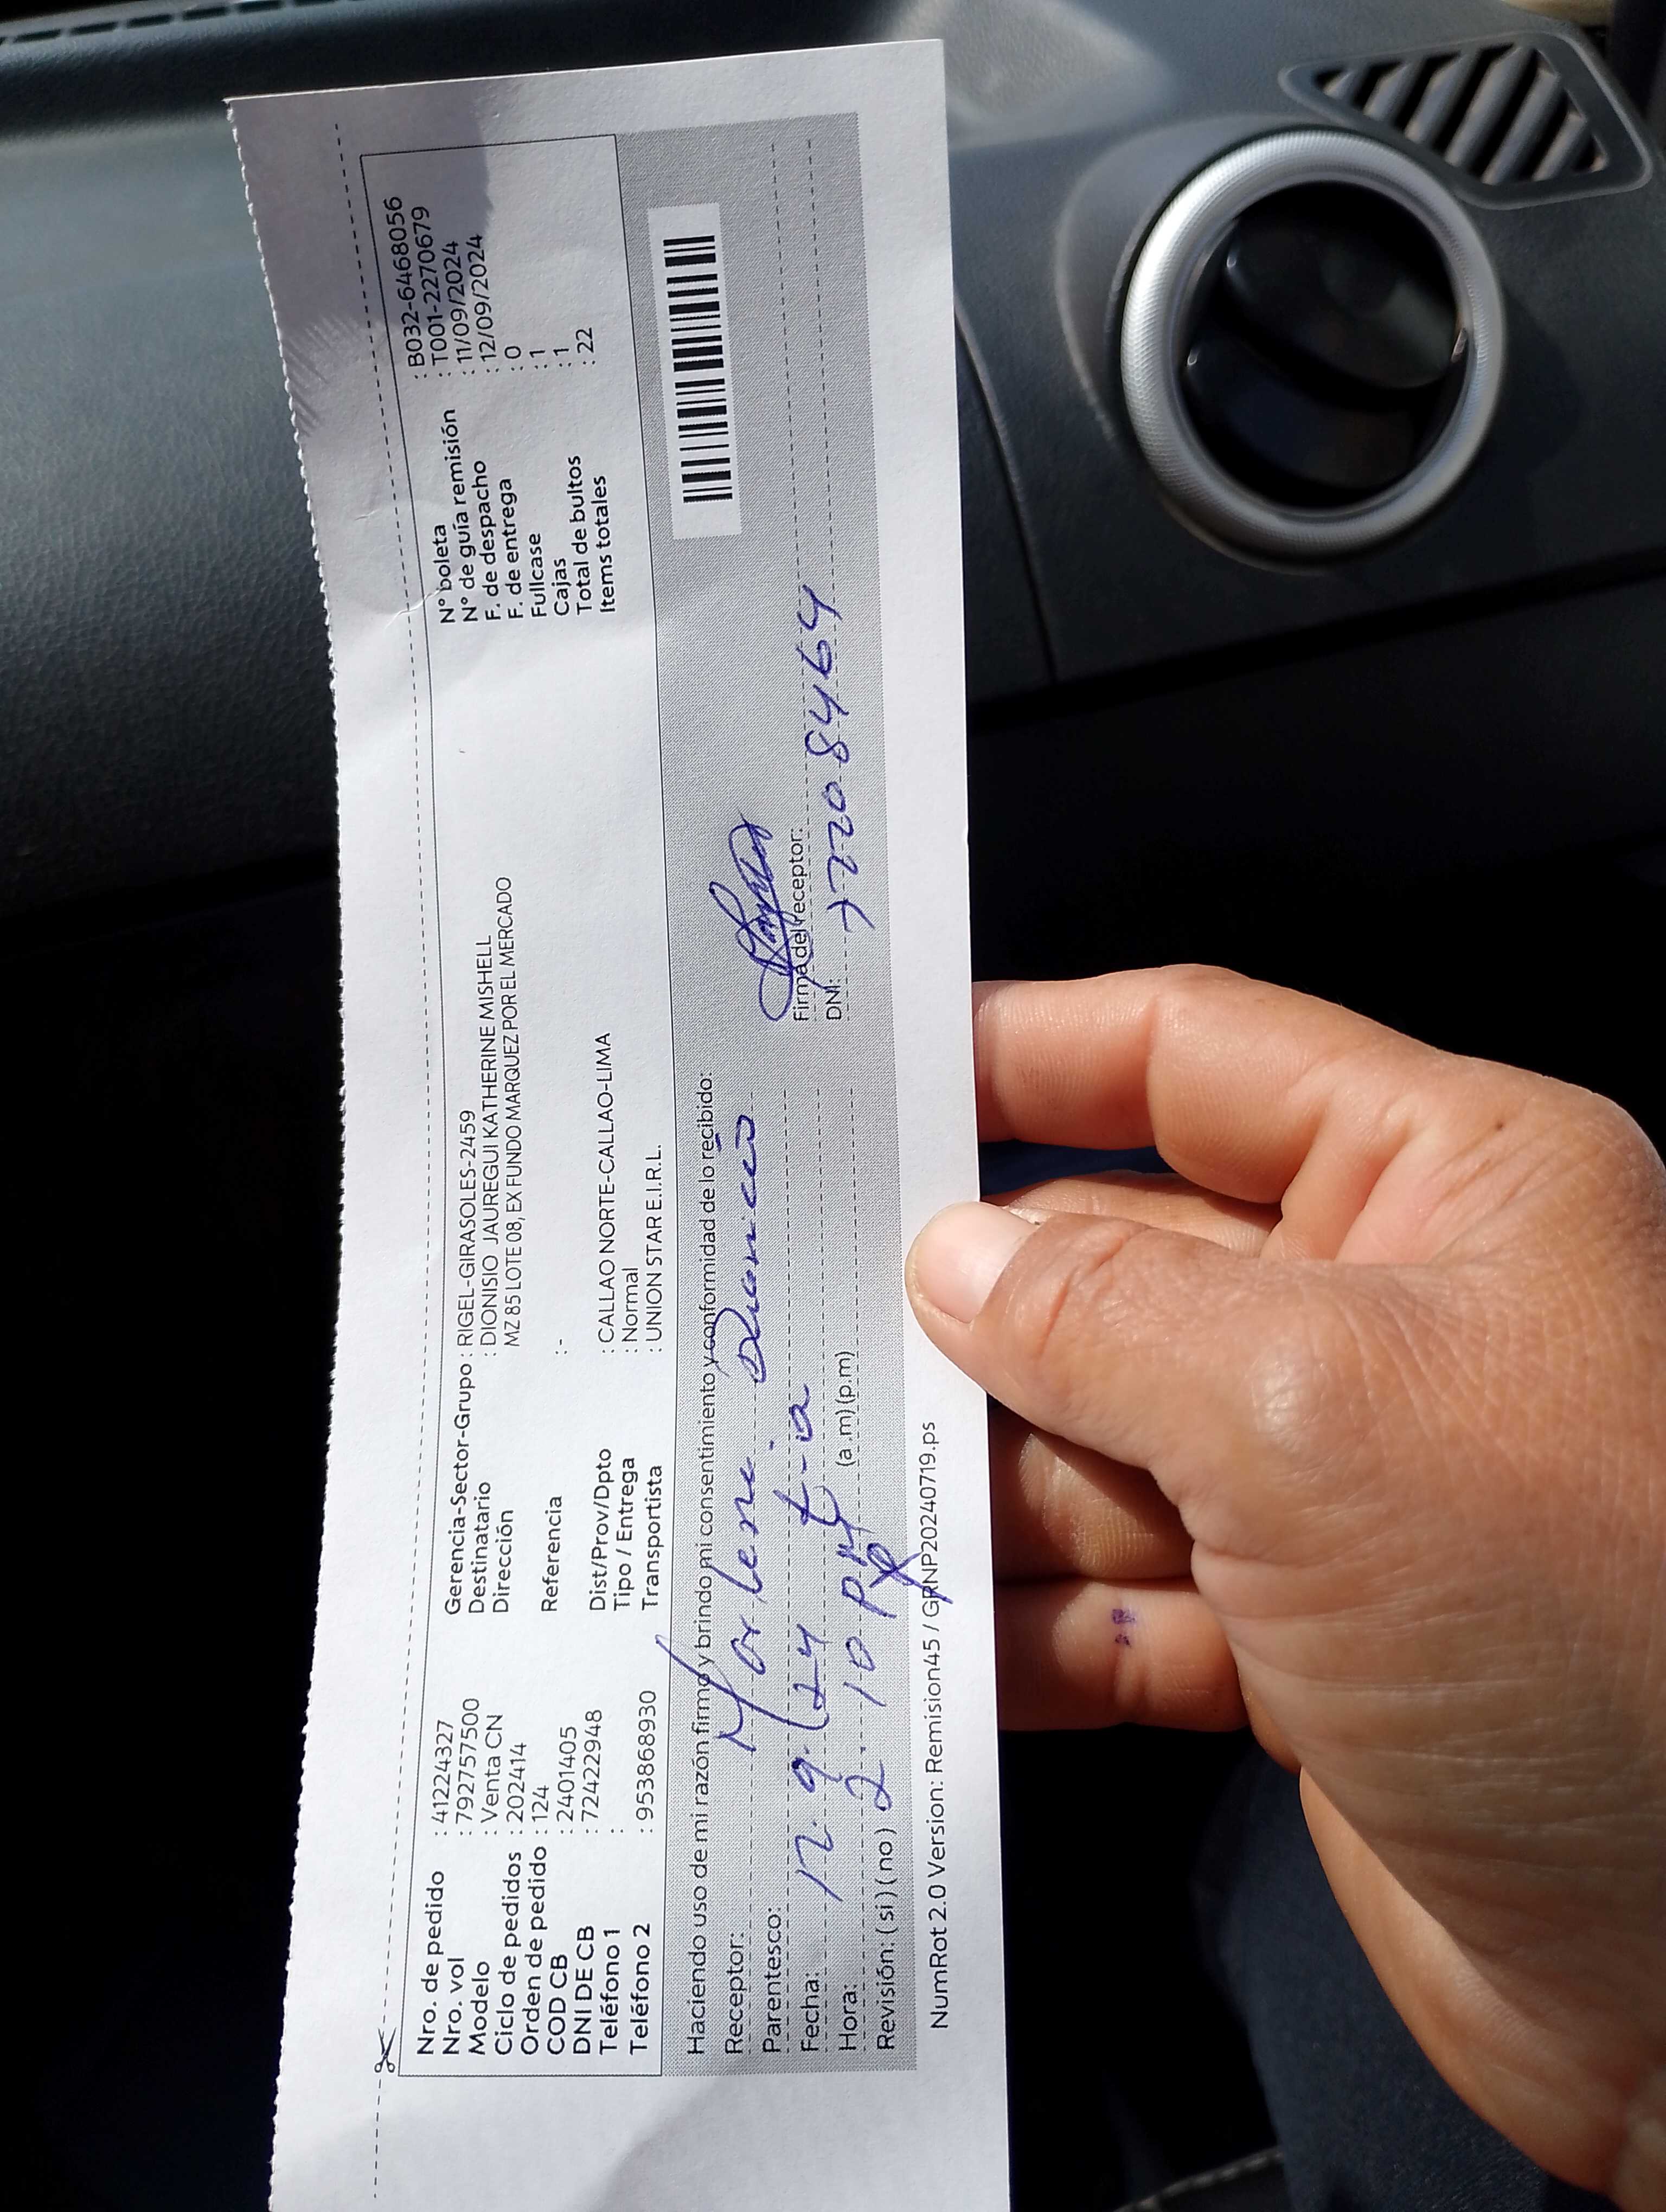 Nro. de pedido : 41224327
Nro. vol : 792757500
Modelo : Venta CN
Ciclo de pedidos : 202414
Orden de pedido : 124
COD CB : 2401405
DNI DE CB : 72422948
Teléfono 1 :
Teléfono 2 : 953868930
Gerencia-Sector-Grupo : RIGEL-GIRASOLES-2459
Destinatario : DIONISIO JAUREGUI KATHERINE MISHELL
Dirección MZ 85 LOTE 08, EX FUNDO MARQUEZ POR EL MERCADO
Referencia :-
Dist/Prov/Dpto : CALLAO NORTE-CALLAO-LIMA
Tipo / Entrega : Normal
Transportista : UNION STAR E.I.R.L.
N° boleta : B032-6468056
N° de guía remisión : T001-2270679
F. de despacho : 11/09/2024
F. de entrega : 12/09/2024
Fullcase : 0
Cajas : 1
Total de bultos : 1
Items totales : 22
Haciendo uso de mi razón firmo y brindo mi consentimiento y conformidad de lo recibido:
Receptor: Marlene
Parentesco: t-a
Fecha: 12.9.24
Hora: 2.10 PM (a .m) (p.m)
Revisión: ( si ) ( no )
Firma del receptor:
DNI: 77208464
NumRot 2.0 Version: Remision45 / GRNP20240719.ps